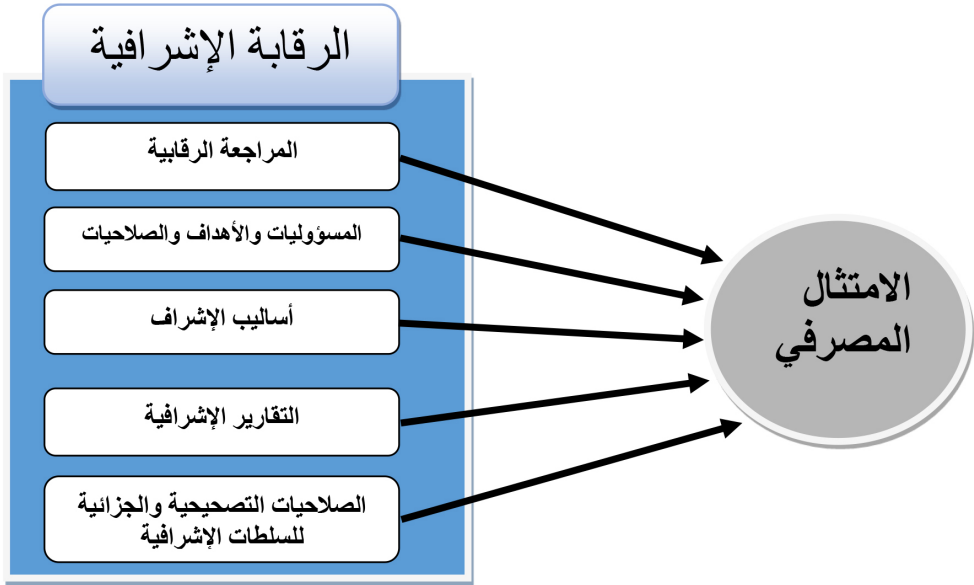 الرقابة الإشرافية
المراجعة الرقابية
المسؤوليات والأهداف والصلاحيات
أساليب الإشراف
التقارير الإشرافية
الصلاحيات التصحيحية والجزائية
للسلطات الإشرافية
الامتثال
المصرفي